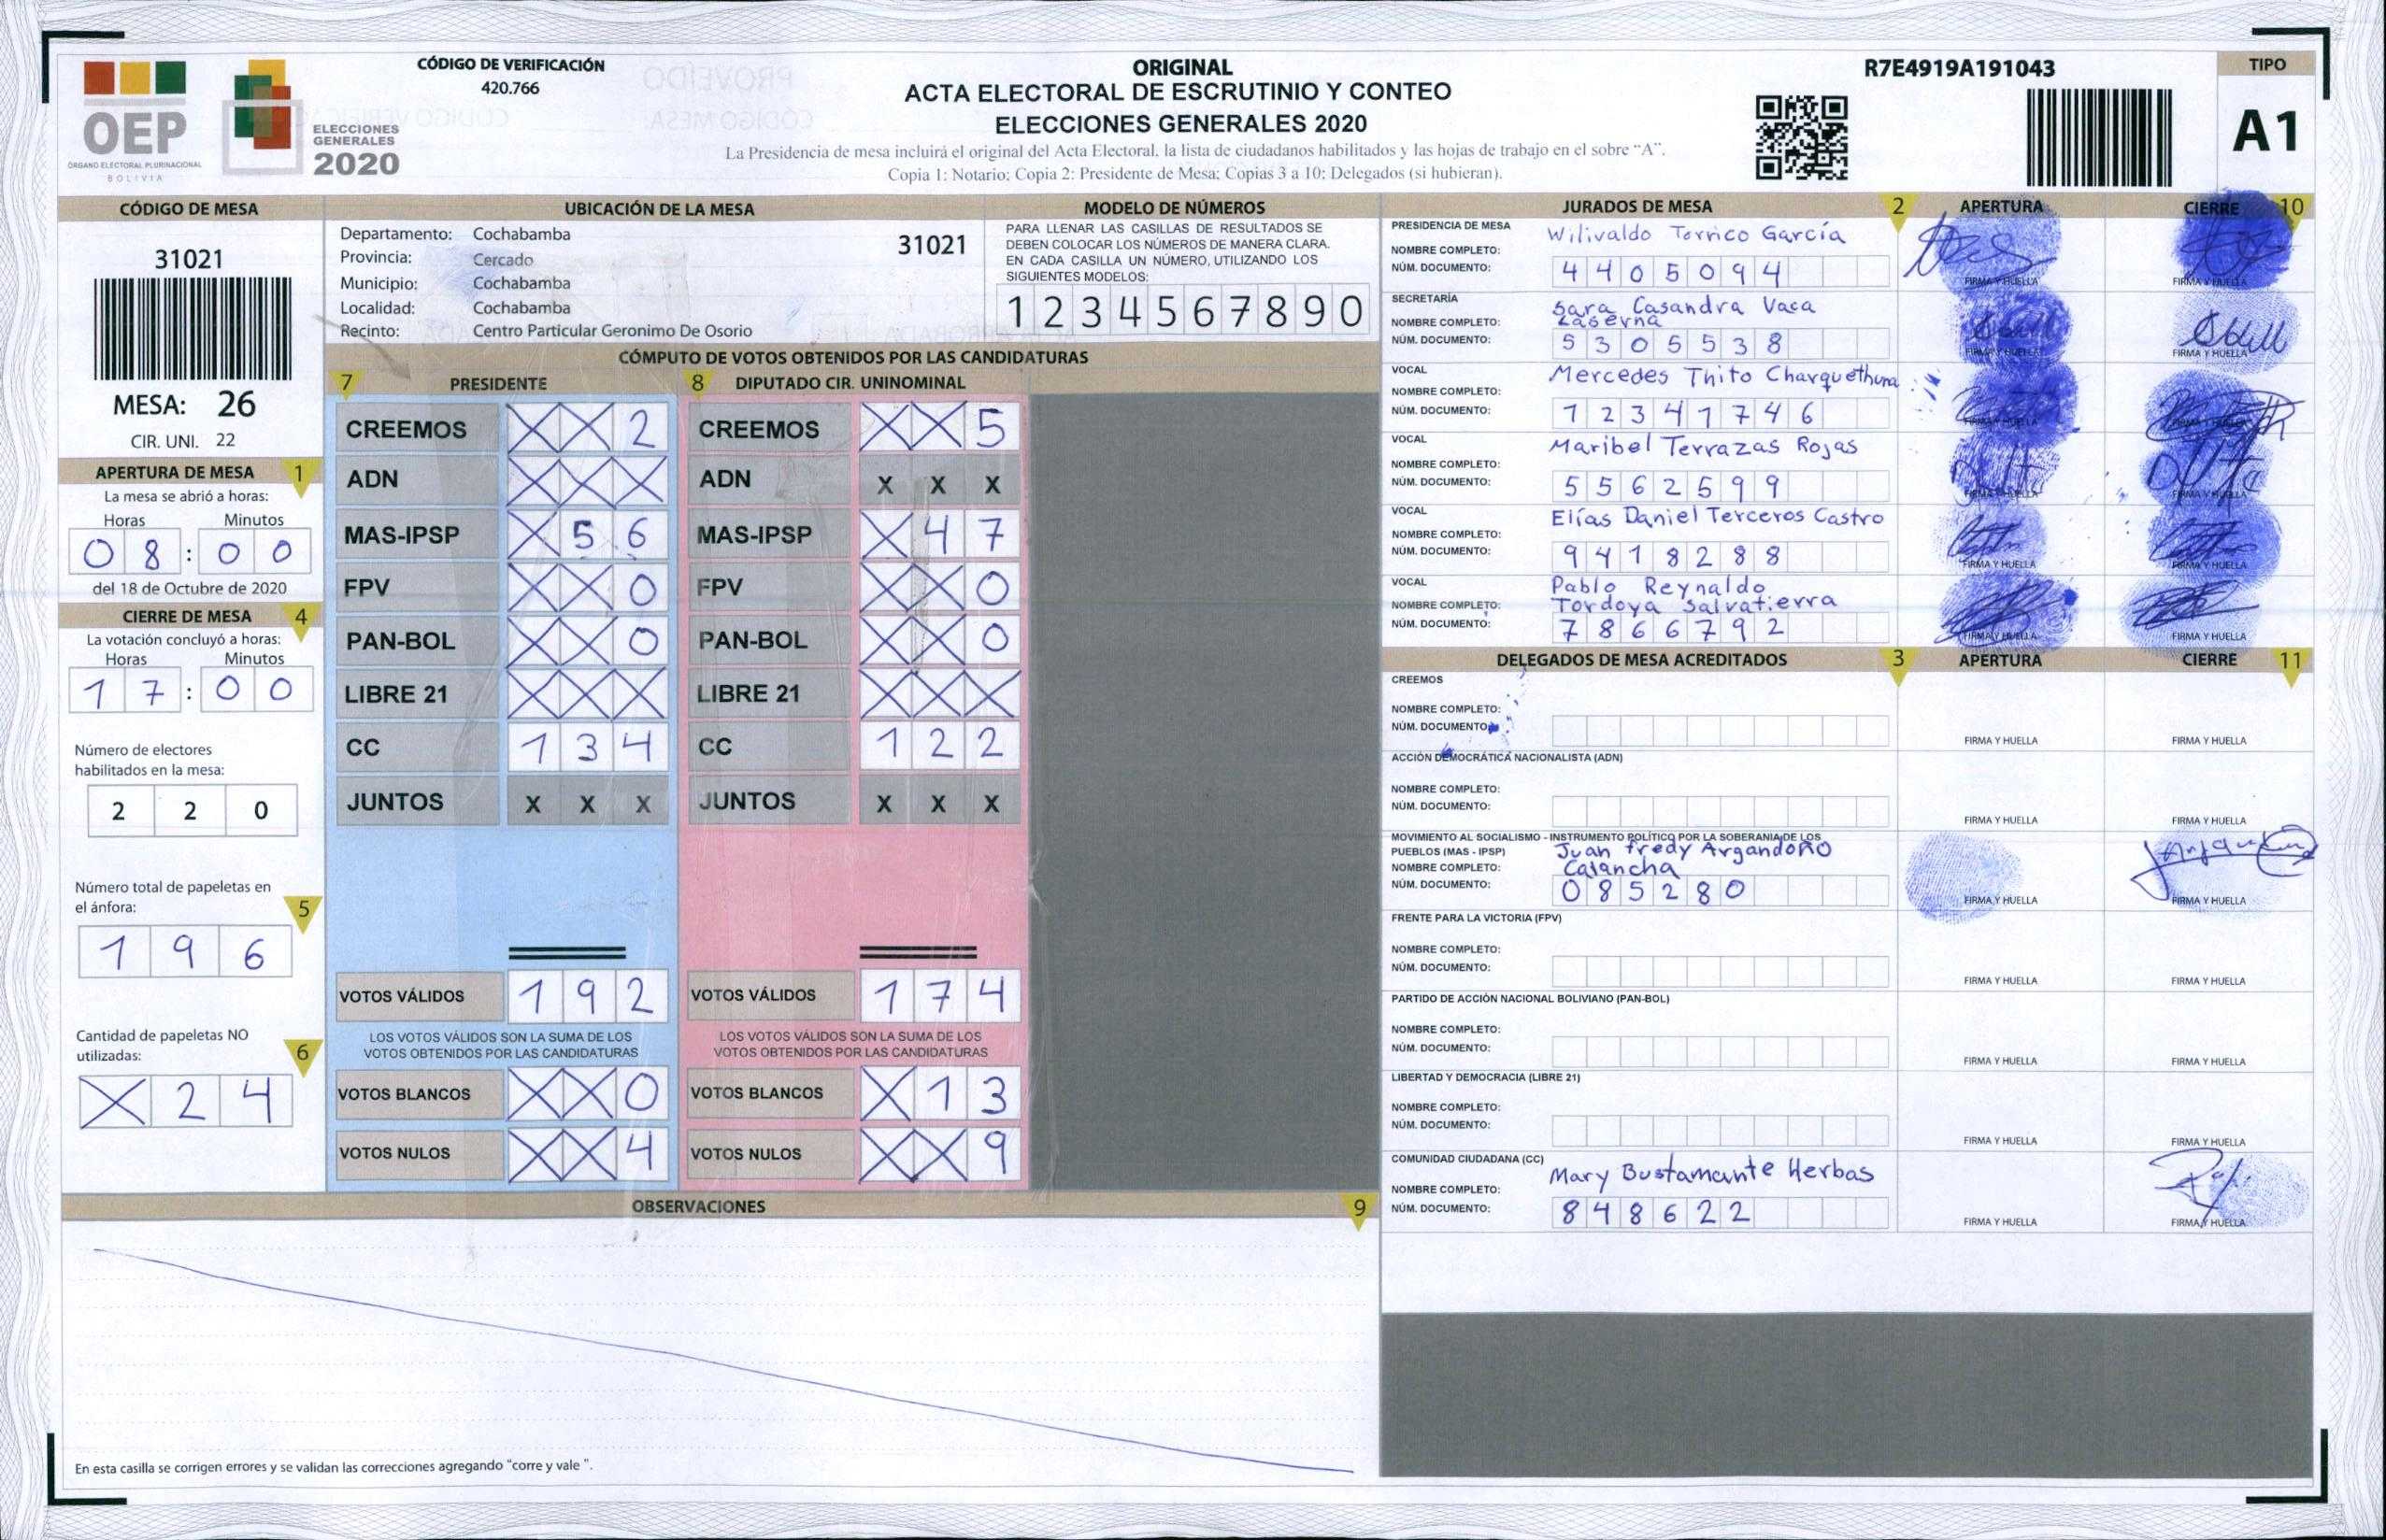 CÓDIGO DE VERIFICACIÓN
420.766
OEP
ÓRGANO ELECTORAL PLURINACIONAL
BOLIVIA
ELECCIONES
GENERALES
2020
ORIGINAL
ACTA ELECTORAL DE ESCRUTINIO Y CONTEO
ELECCIONES GENERALES 2020
La Presidencia de mesa incluirá el original del Acta Electoral, la lista de ciudadanos habilitados y las hojas de trabajo en el sobre “A”.
Copia 1: Notario; Copia 2: Presidente de Mesa; Copias 3 a 10; Delegados (si hubieran).
R7E4919A191043
TIPO
A1
CÓDIGO DE MESA
31021
MESA: 26
CIR. UNI. 22
UBICACIÓN DE LA MESA
Departamento: Cochabamba
Provincia: Cercado
Municipio: Cochabamba
Localidad: Cochabamba
Recinto: Centro Particular Geronimo De Osorio
31021
MODELO DE NÚMEROS
PARA LLENAR LAS CASILLAS DE RESULTADOS SE
DEBEN COLOCAR LOS NÚMEROS DE MANERA CLARA.
EN CADA CASILLA UN NÚMERO, UTILIZANDO LOS
SIGUIENTES MODELOS:
1 2 3 4 5 6 7 8 9 0
APERTURA DE MESA 1
La mesa se abrió a horas:
Horas Minutos
0 8 : 0 0
del 18 de Octubre de 2020
CIERRE DE MESA 4
La votación concluyó a horas:
Horas Minutos
1 7 : 0 0
Número de electores
habilitados en la mesa:
2 2 0
Número total de papeletas en
el ánfora: 5
1 9 6
Cantidad de papeletas NO
utilizadas: 6
X 2 4
CÓMPUTO DE VOTOS OBTENIDOS POR LAS CANDIDATURAS
7 PRESIDENTE
CREEMOS X X 2
ADN X X X
MAS-IPSP X 5 6
FPV X X 0
PAN-BOL X X 0
LIBRE 21 X X X
CC 1 3 4
JUNTOS X X X
VOTOS VÁLIDOS 1 9 2
LOS VOTOS VÁLIDOS SON LA SUMA DE LOS
VOTOS OBTENIDOS POR LAS CANDIDATURAS
VOTOS BLANCOS X X 0
VOTOS NULOS X X 4
8 DIPUTADO CIR. UNINOMINAL
CREEMOS X X 5
ADN X X X
MAS-IPSP X 4 7
FPV X X 0
PAN-BOL X X 0
LIBRE 21 X X X
CC 1 2 2
JUNTOS X X X
VOTOS VÁLIDOS 1 7 4
LOS VOTOS VÁLIDOS SON LA SUMA DE LOS
VOTOS OBTENIDOS POR LAS CANDIDATURAS
VOTOS BLANCOS X 1 3
VOTOS NULOS X X 9
OBSERVACIONES 9
En esta casilla se corrigen errores y se validan las correcciones agregando "corre y vale ".
JURADOS DE MESA 2 APERTURA CIERRE 10
PRESIDENCIA DE MESA
NOMBRE COMPLETO: Wilivaldo Torrico García
NÚM. DOCUMENTO: 4 4 0 5 0 9 4
FIRMA Y HUELLA FIRMA Y HUELLA
SECRETARÍA
NOMBRE COMPLETO: Sara Casandra Vaca
Laserna
NÚM. DOCUMENTO: 5 3 0 5 5 3 8
FIRMA Y HUELLA FIRMA Y HUELLA
VOCAL
NOMBRE COMPLETO: Mercedes Thito Charquethura
NÚM. DOCUMENTO: 1 2 3 4 1 7 4 6
FIRMA Y HUELLA FIRMA Y HUELLA
VOCAL
NOMBRE COMPLETO: Maribel Terrazas Rojas
NÚM. DOCUMENTO: 5 5 6 2 5 9 9
FIRMA Y HUELLA FIRMA Y HUELLA
VOCAL
NOMBRE COMPLETO: Elías Daniel Terceros Castro
NÚM. DOCUMENTO: 9 4 1 8 2 8 8
FIRMA Y HUELLA FIRMA Y HUELLA
VOCAL
NOMBRE COMPLETO: Pablo Reynaldo
Tordoya Salvatierra
NÚM. DOCUMENTO: 7 8 6 6 7 9 2
FIRMA Y HUELLA FIRMA Y HUELLA
DELEGADOS DE MESA ACREDITADOS 3 APERTURA CIERRE 11
CREEMOS
NOMBRE COMPLETO:
NÚM. DOCUMENTO:
FIRMA Y HUELLA FIRMA Y HUELLA
ACCIÓN DEMOCRÁTICA NACIONALISTA (ADN)
NOMBRE COMPLETO:
NÚM. DOCUMENTO:
FIRMA Y HUELLA FIRMA Y HUELLA
MOVIMIENTO AL SOCIALISMO - INSTRUMENTO POLÍTICO POR LA SOBERANIA DE LOS
PUEBLOS (MAS - IPSP)
NOMBRE COMPLETO: Juan fredy Argandoño
Catancha
NÚM. DOCUMENTO: 0 8 5 2 8 0
FIRMA Y HUELLA FIRMA Y HUELLA
FRENTE PARA LA VICTORIA (FPV)
NOMBRE COMPLETO:
NÚM. DOCUMENTO:
FIRMA Y HUELLA FIRMA Y HUELLA
PARTIDO DE ACCIÓN NACIONAL BOLIVIANO (PAN-BOL)
NOMBRE COMPLETO:
NÚM. DOCUMENTO:
FIRMA Y HUELLA FIRMA Y HUELLA
LIBERTAD Y DEMOCRACIA (LIBRE 21)
NOMBRE COMPLETO:
NÚM. DOCUMENTO:
FIRMA Y HUELLA FIRMA Y HUELLA
COMUNIDAD CIUDADANA (CC)
NOMBRE COMPLETO: Mary Bustamante Herbas
NÚM. DOCUMENTO: 8 4 8 6 2 2
FIRMA Y HUELLA FIRMA Y HUELLA